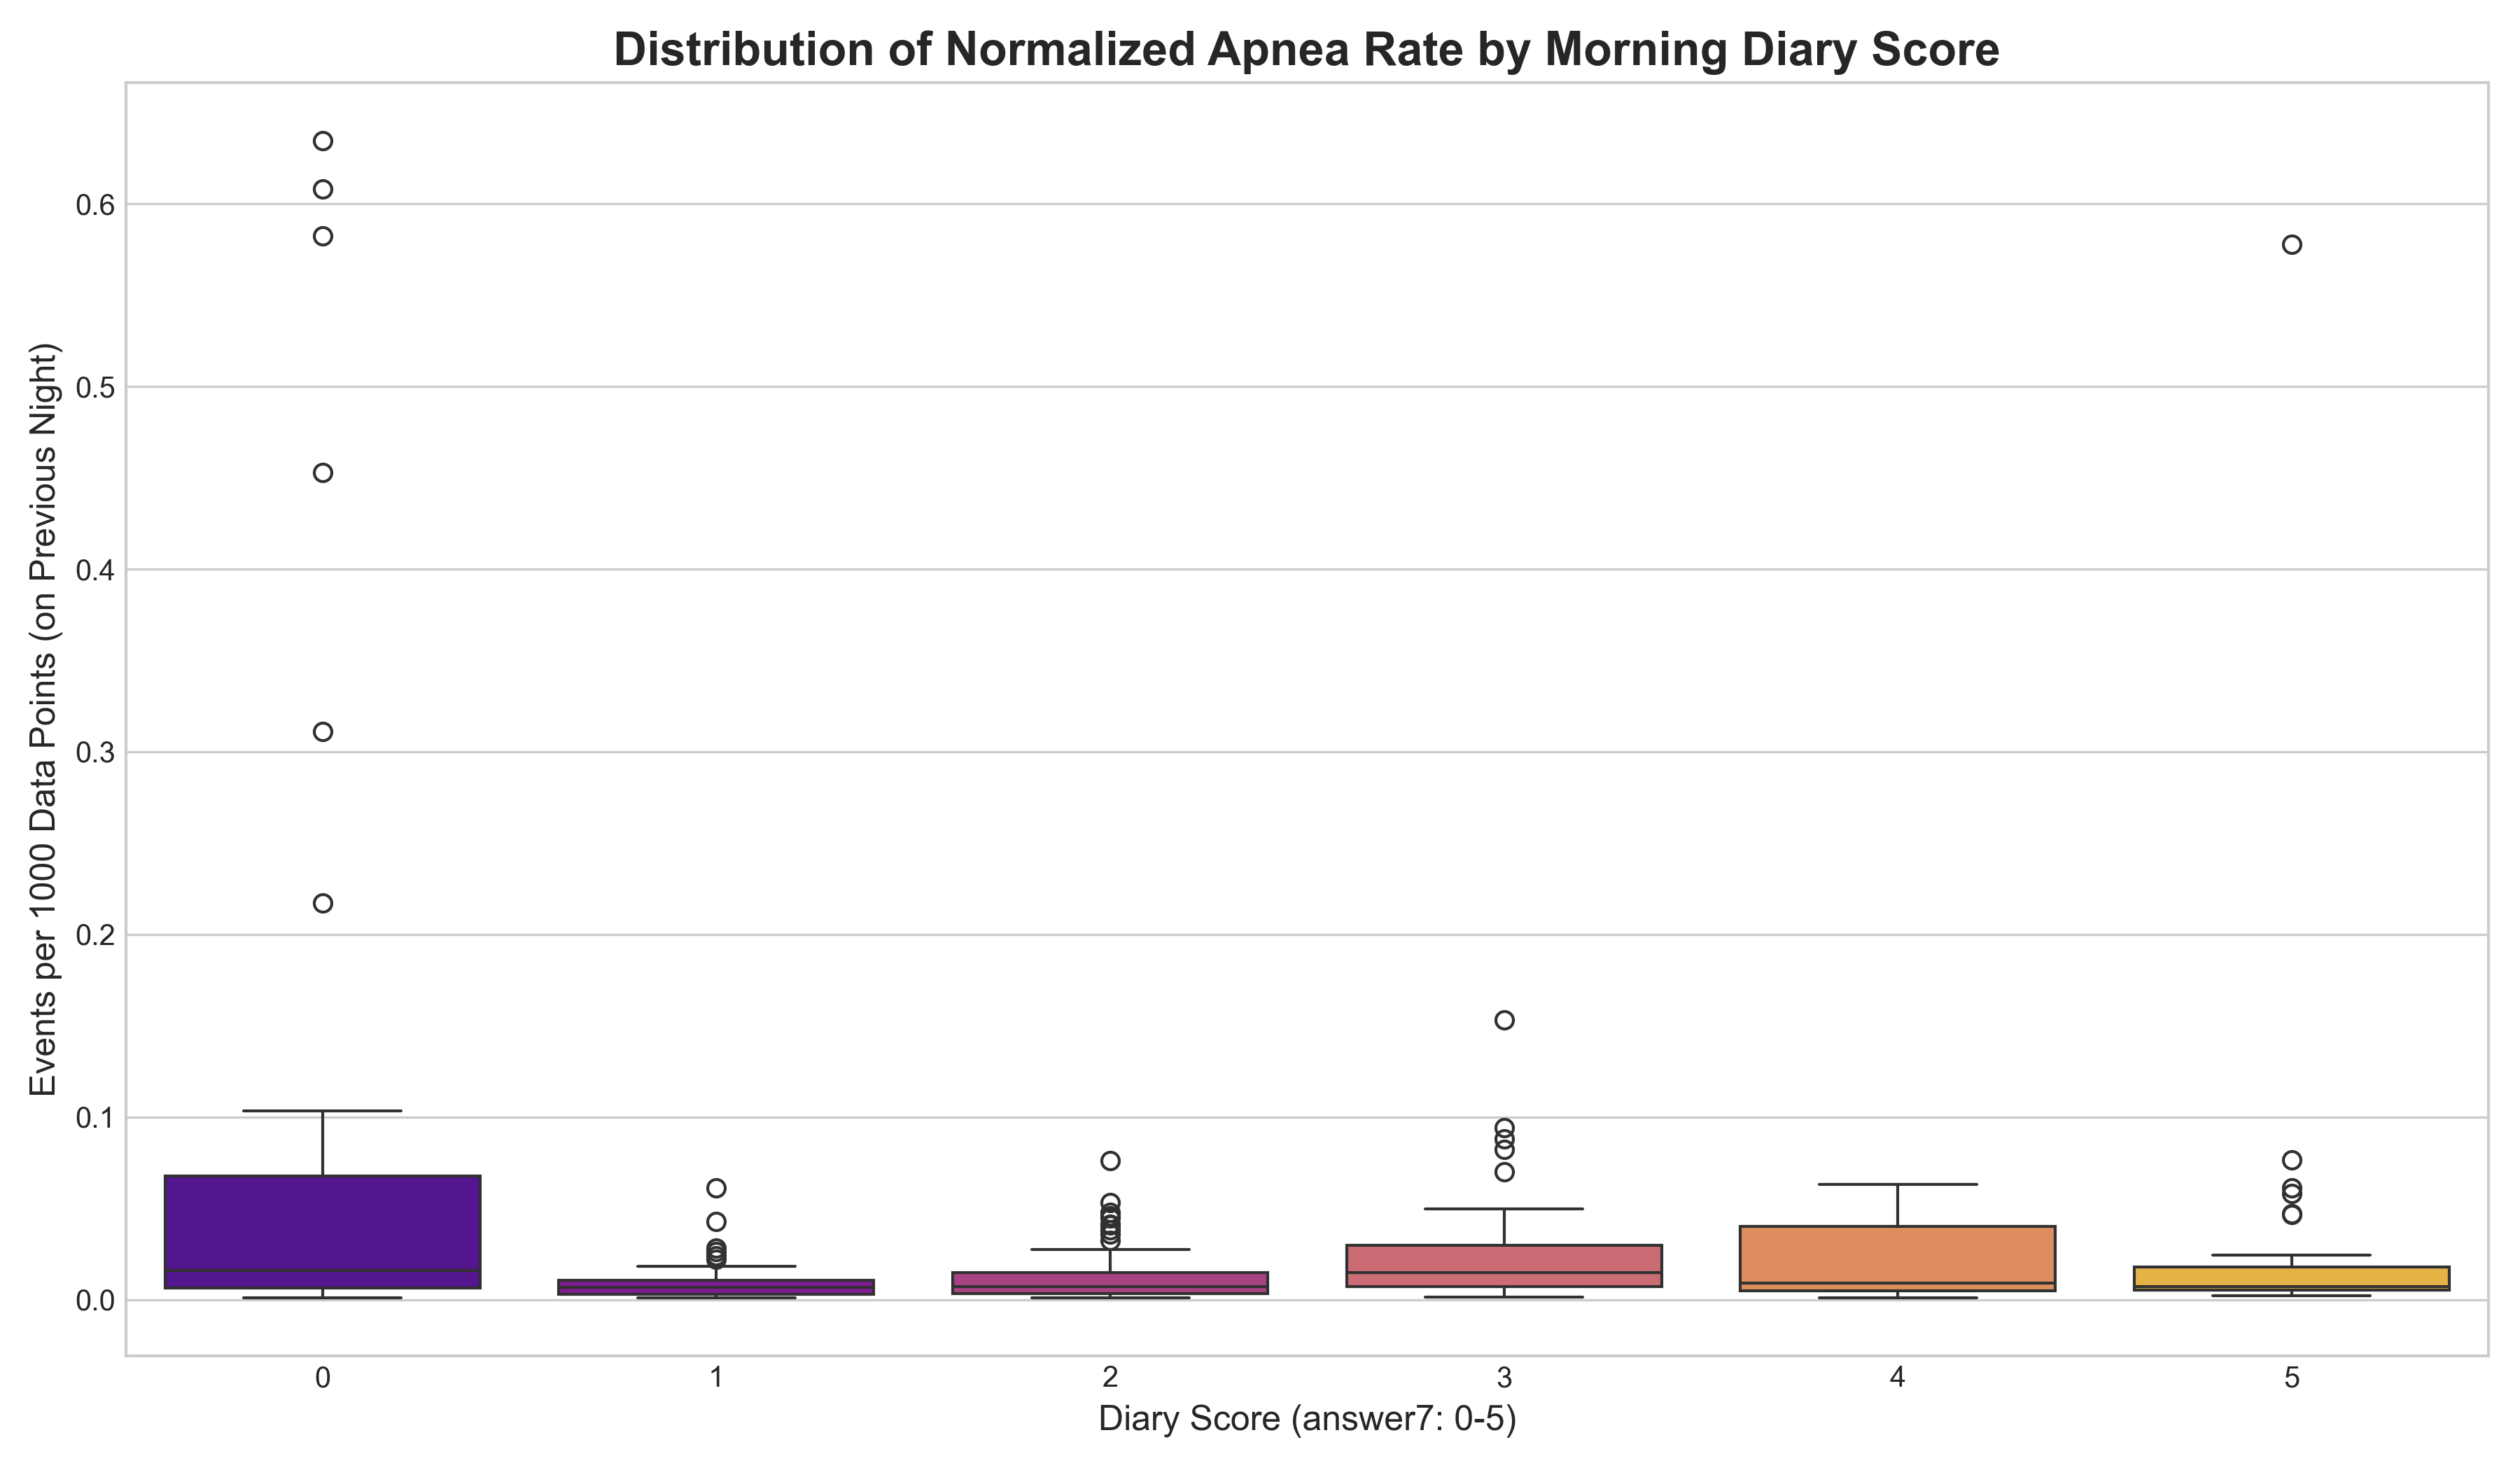 Distribution of Normalized Apnea Rate by Morning Diary Score
Events per 1000 Data Points (on Previous Night)
0.6
0.5
0.4
0.3
0.2
0.1
0.0
0 1 2 3 4 5
Diary Score (answer7: 0-5)